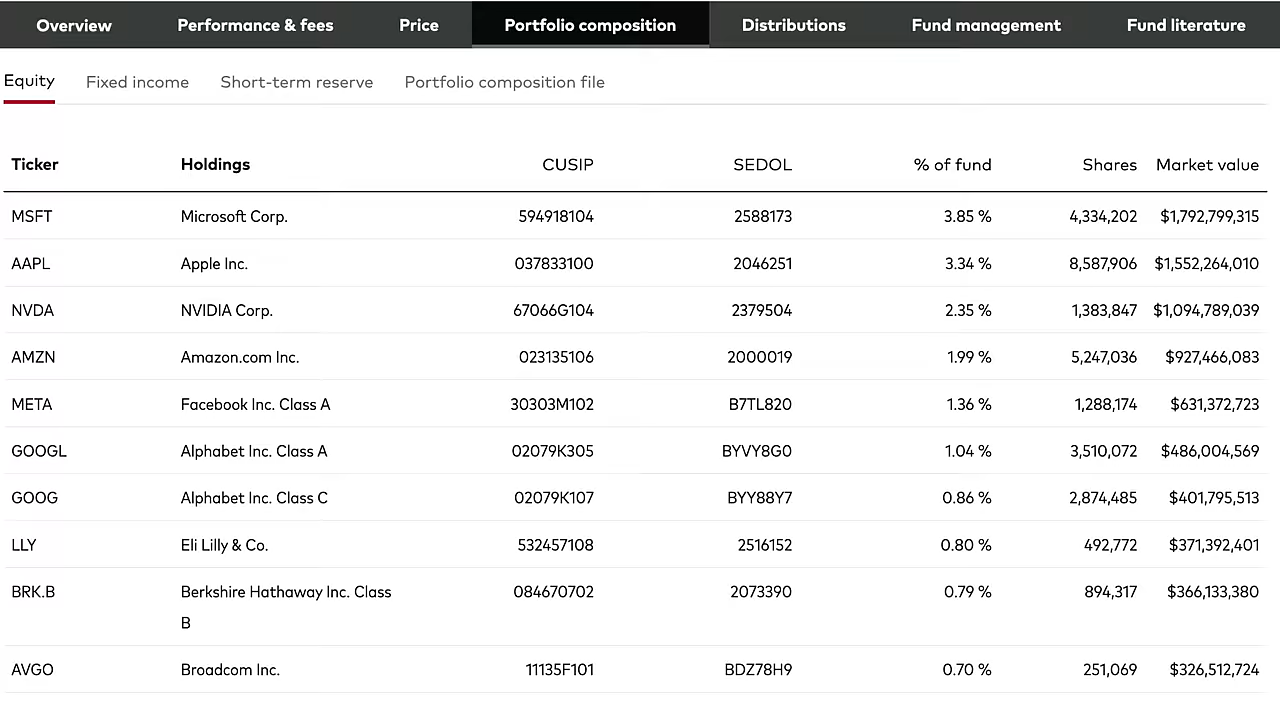 Overview Performance & fees Price Portfolio composition Distributions Fund management Fund literature
Equity Fixed income Short-term reserve Portfolio composition file
Ticker Holdings CUSIP SEDOL % of fund Shares Market value
MSFT Microsoft Corp. 594918104 2588173 3.85 % 4,334,202 $1,792,799,315
AAPL Apple Inc. 037833100 2046251 3.34 % 8,587,906 $1,552,264,010
NVDA NVIDIA Corp. 67066G104 2379504 2.35 % 1,383,847 $1,094,789,039
AMZN Amazon.com Inc. 023135106 2000019 1.99 % 5,247,036 $927,466,083
META Facebook Inc. Class A 30303M102 B7TL820 1.36 % 1,288,174 $631,372,723
GOOGL Alphabet Inc. Class A 02079K305 BYVY8G0 1.04 % 3,510,072 $486,004,569
GOOG Alphabet Inc. Class C 02079K107 BYY88Y7 0.86 % 2,874,485 $401,795,513
LLY Eli Lilly & Co. 532457108 2516152 0.80 % 492,772 $371,392,401
BRK.B Berkshire Hathaway Inc. Class 084670702 2073390 0.79 % 894,317 $366,133,380
B
AVGO Broadcom Inc. 11135F101 BDZ78H9 0.70 % 251,069 $326,512,724